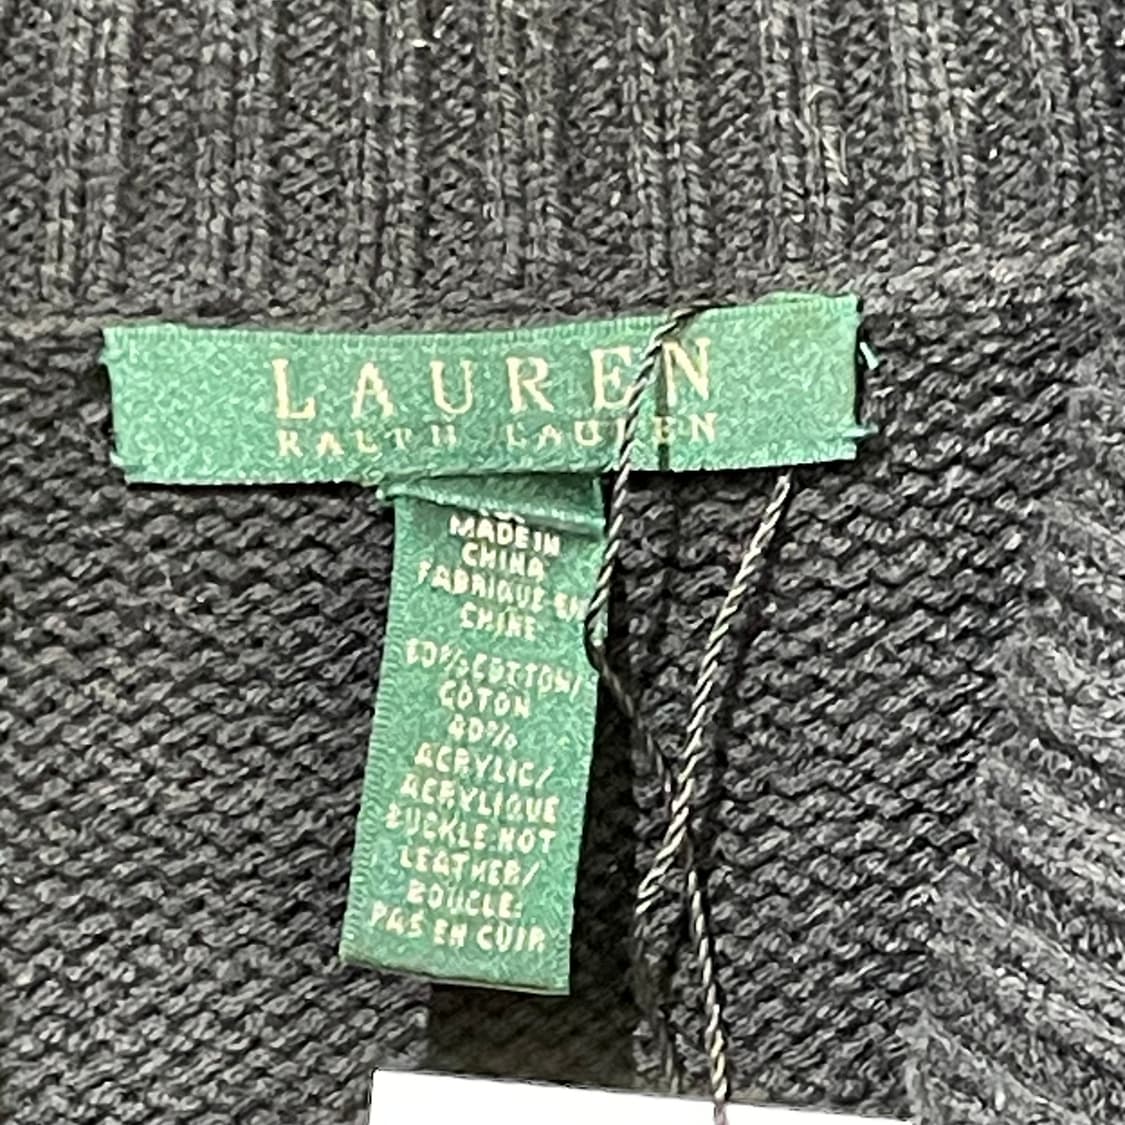 LAUREN
RALPH LAUREN
MADE IN
CHINA
FABRIQUE EN
CHINE
60% COTTON/
COTON
40%
ACRYLIC/
ACRYLIQUE
BUCKLE:NOT
LEATHER/
BOUCLE:
PAS EN CUIR